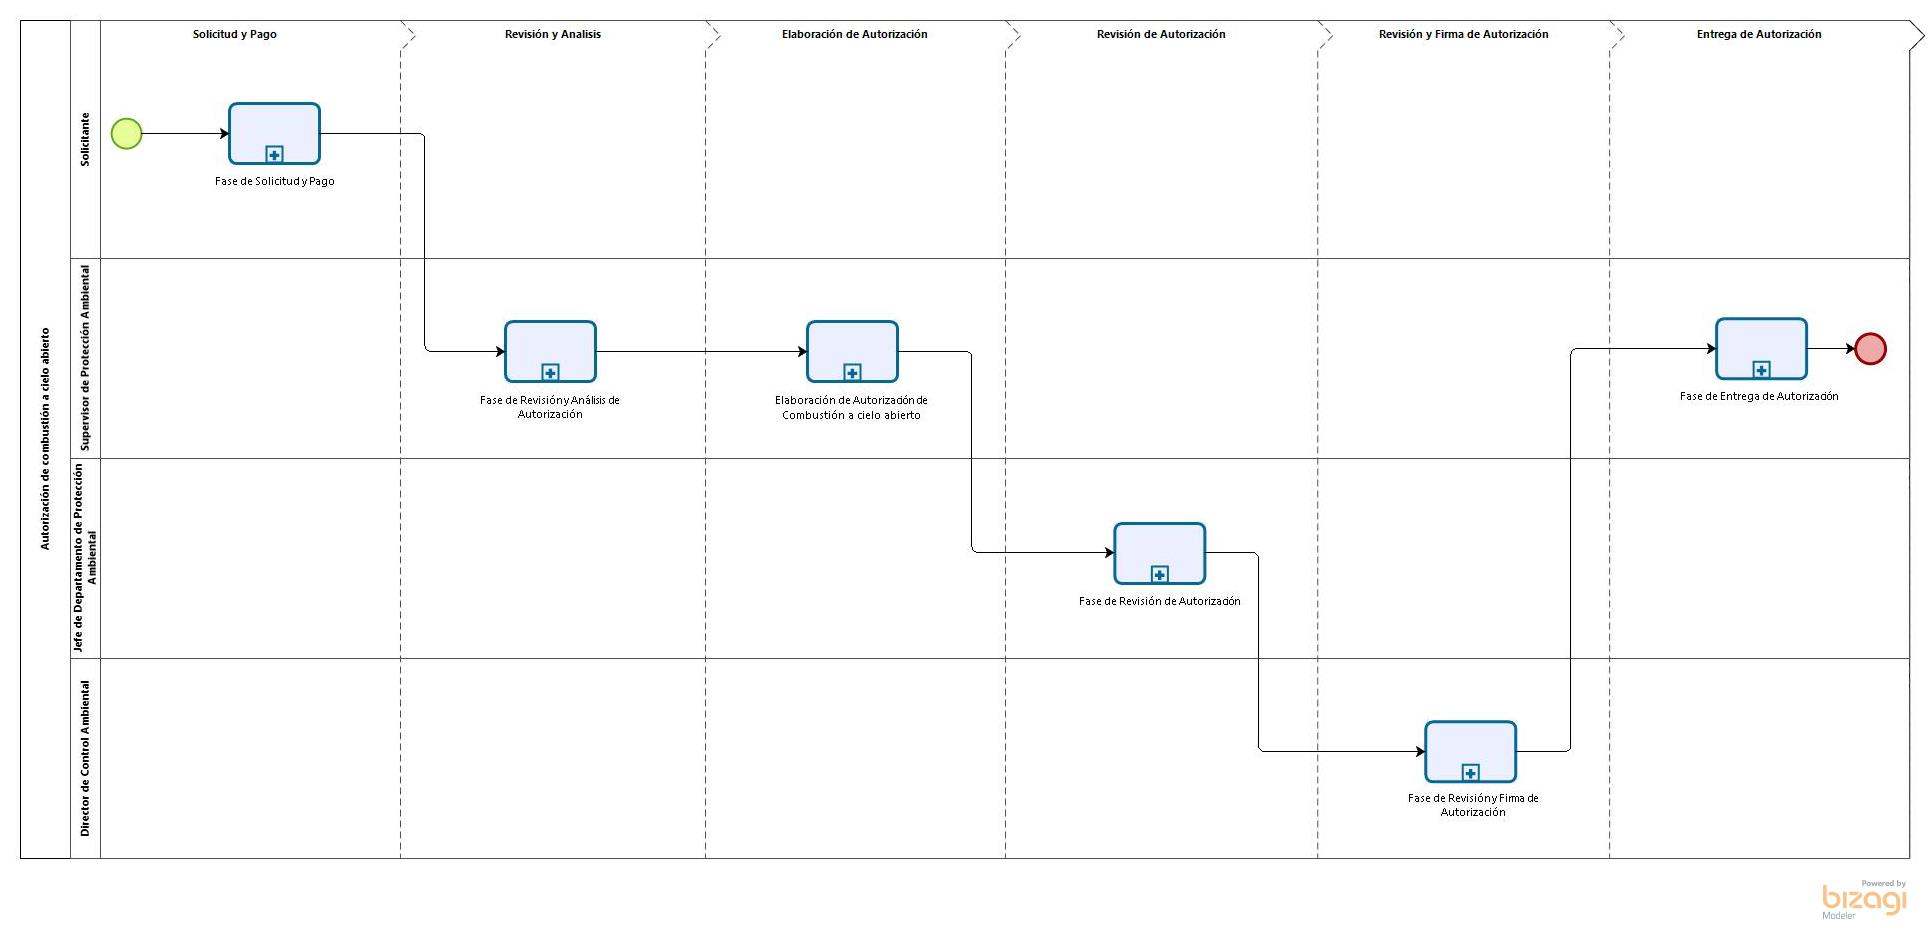 Solicitud y Pago
Revisión y Analisis
Elaboración de Autorización
Revisión de Autorización
Revisión y Firma de Autorización
Entrega de Autorización
Autorización de combustión a cielo abierto
Solicitante
Fase de Solicitud y Pago
Supervisor de Protección Ambiental
Fase de Revisión y Análisis de
Autorización
Elaboración de Autorización de
Combustión a cielo abierto
Fase de Entrega de Autorización
Jefe de Departamento de Protección
Ambiental
Fase de Revisión de Autorización
Director de Control Ambiental
Fase de Revisión y Firma de
Autorización
Powered by
bizagi
Modeler